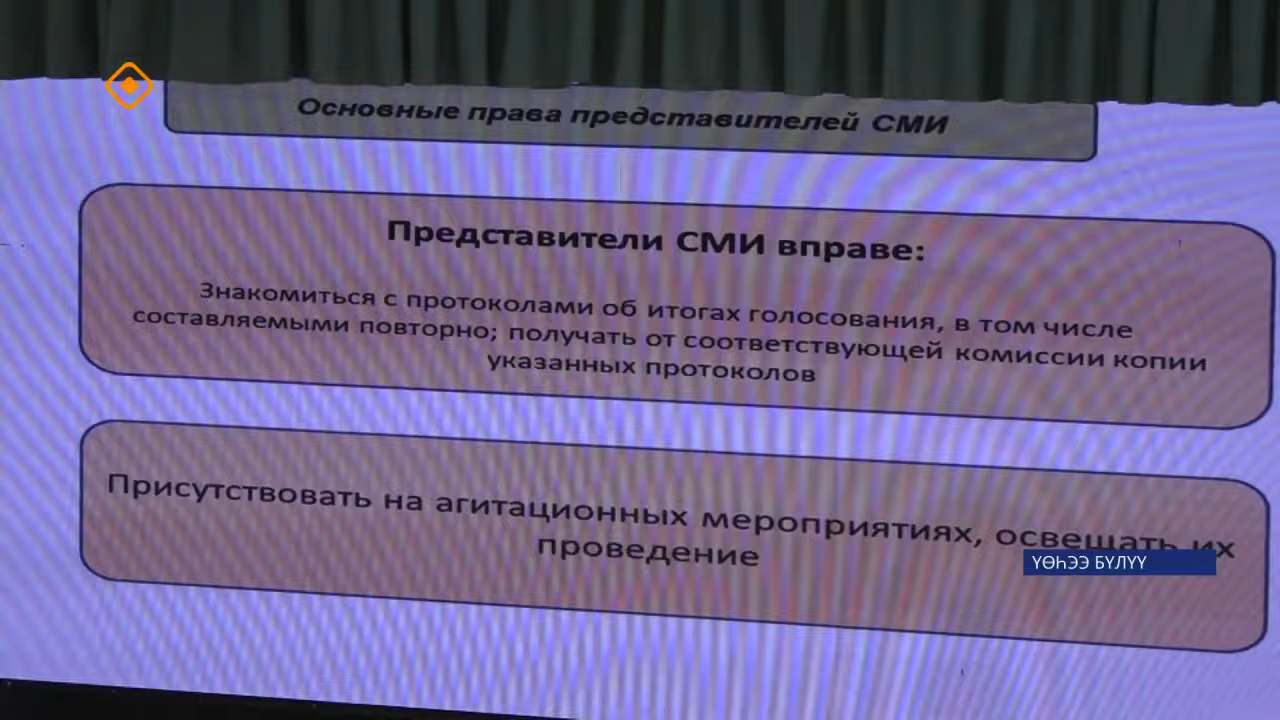 Основные права представителей СМИ
Представители СМИ вправе:
Знакомиться с протоколами об итогах голосования, в том числе
составляемыми повторно; получать от соответствующей комиссии копии
указанных протоколов
Присутствовать на агитационных мероприятиях, освещать их
проведение
ҮӨҺЭЭ БҮЛҮҮ